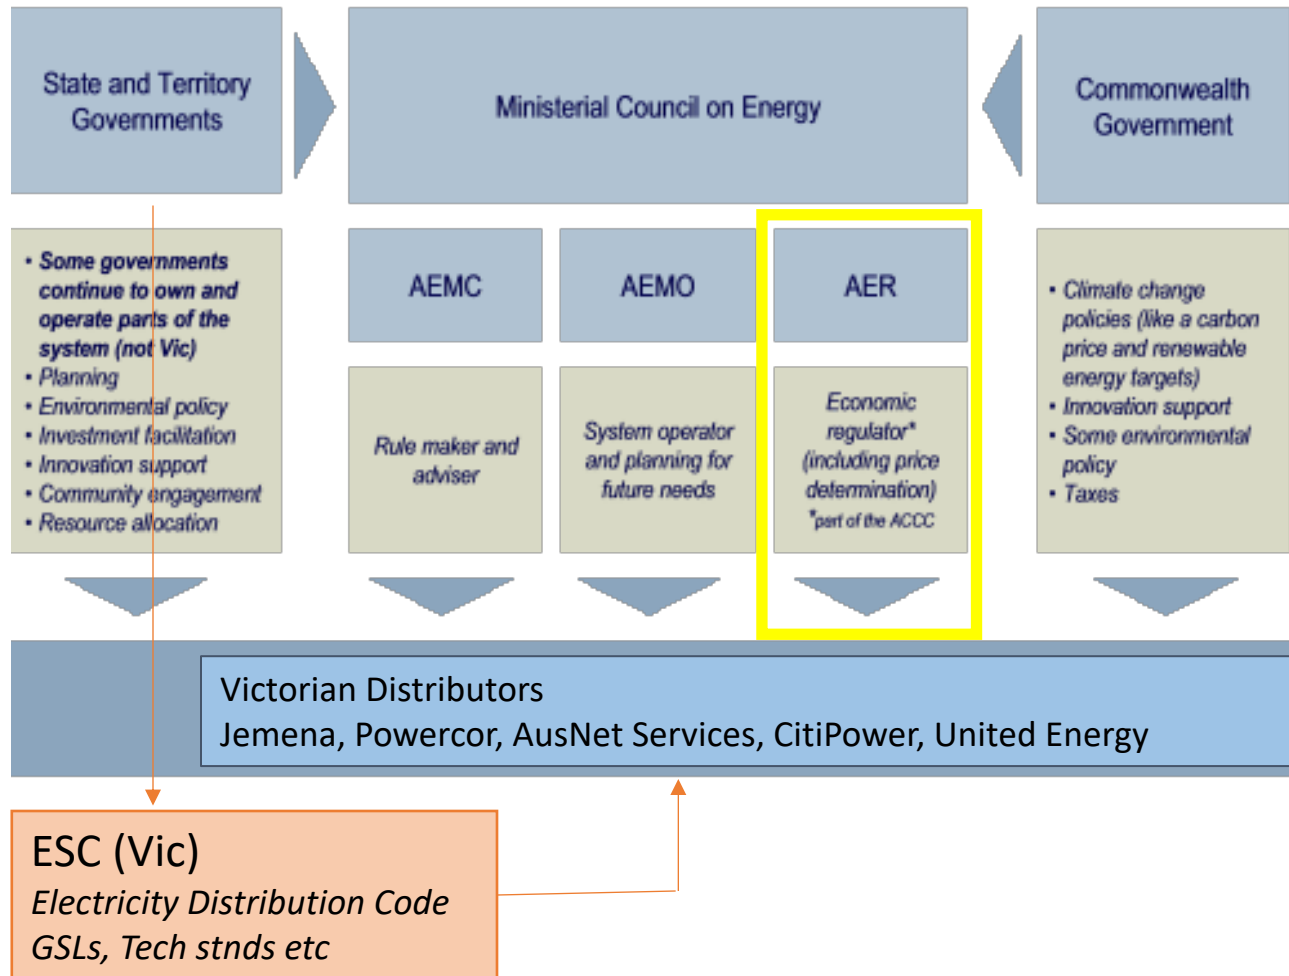 State and Territory
Governments
Ministerial Council on Energy
Commonwealth
Government
• Some governments
continue to own and
operate parts of the
system (not Vic)
• Planning
• Environmental policy
• Investment facilitation
• Innovation support
• Community engagement
• Resource allocation
AEMC
Rule maker and
adviser
AEMO
System operator
and planning for
future needs
AER
Economic
regulator*
(including price
determination)
*part of the ACCC
• Climate change
policies (like a carbon
price and renewable
energy targets)
• Innovation support
• Some environmental
policy
• Taxes
Victorian Distributors
Jemena, Powercor, AusNet Services, CitiPower, United Energy
ESC (Vic)
Electricity Distribution Code
GSLs, Tech stnds etc